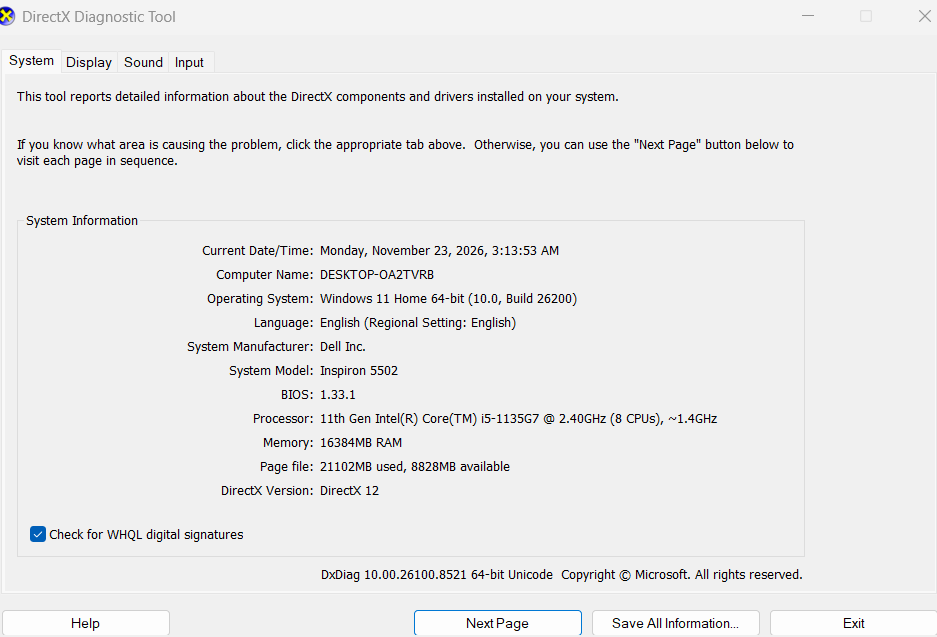 DirectX Diagnostic Tool
System Display Sound Input
This tool reports detailed information about the DirectX components and drivers installed on your system.
If you know what area is causing the problem, click the appropriate tab above.  Otherwise, you can use the "Next Page" button below to
visit each page in sequence.
System Information
Current Date/Time: Monday, November 23, 2026, 3:13:53 AM
Computer Name: DESKTOP-OA2TVRB
Operating System: Windows 11 Home 64-bit (10.0, Build 26200)
Language: English (Regional Setting: English)
System Manufacturer: Dell Inc.
System Model: Inspiron 5502
BIOS: 1.33.1
Processor: 11th Gen Intel(R) Core(TM) i5-1135G7 @ 2.40GHz (8 CPUs), ~1.4GHz
Memory: 16384MB RAM
Page file: 21102MB used, 8828MB available
DirectX Version: DirectX 12
Check for WHQL digital signatures
DxDiag 10.00.26100.8521 64-bit Unicode  Copyright © Microsoft. All rights reserved.
Help Next Page Save All Information... Exit